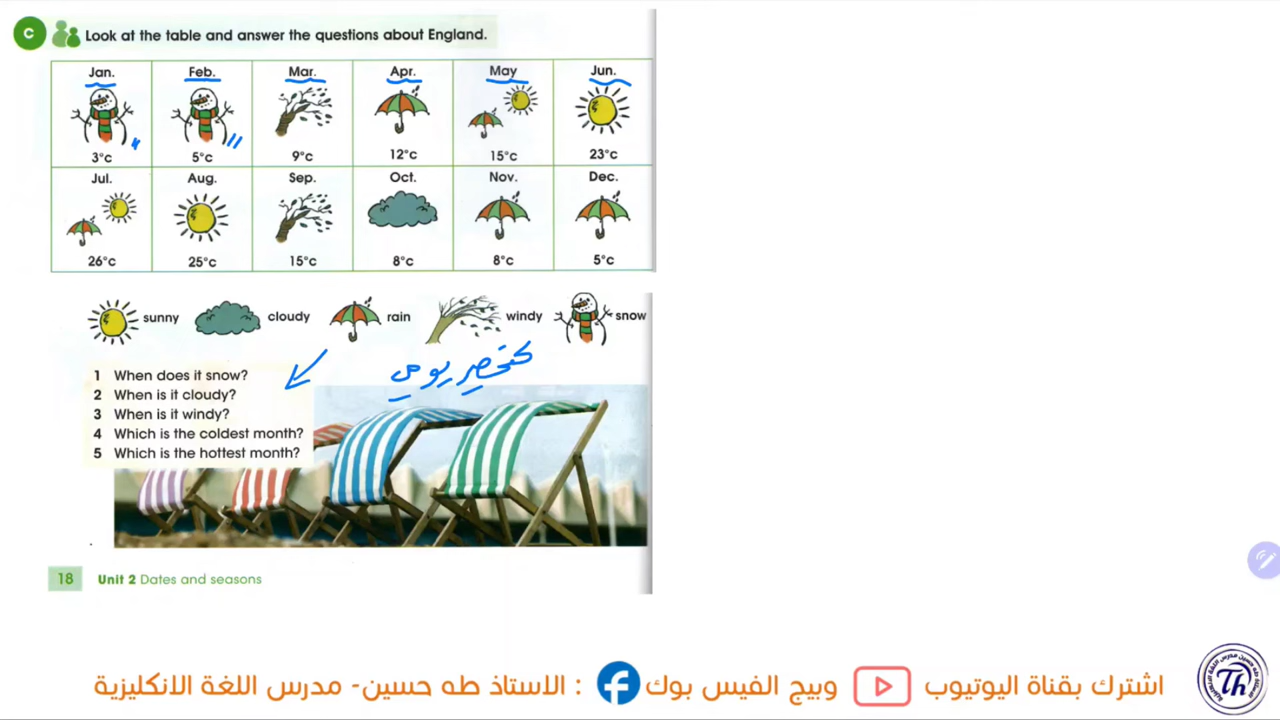 C Look at the table and answer the questions about England.
Jan. Feb. Mar. Apr. May Jun.
3°c 5°c 9°c 12°c 15°c 23°c
Jul. Aug. Sep. Oct. Nov. Dec.
26°c 25°c 15°c 8°c 8°c 5°c
sunny cloudy rain windy snow
1 When does it snow?
2 When is it cloudy?
3 When is it windy?
4 Which is the coldest month?
5 Which is the hottest month?
18 Unit 2 Dates and seasons
اشترك بقناة اليوتيوب وبيج الفيس بوك : الاستاذ طه حسين- مدرس اللغة الانكليزية
Th